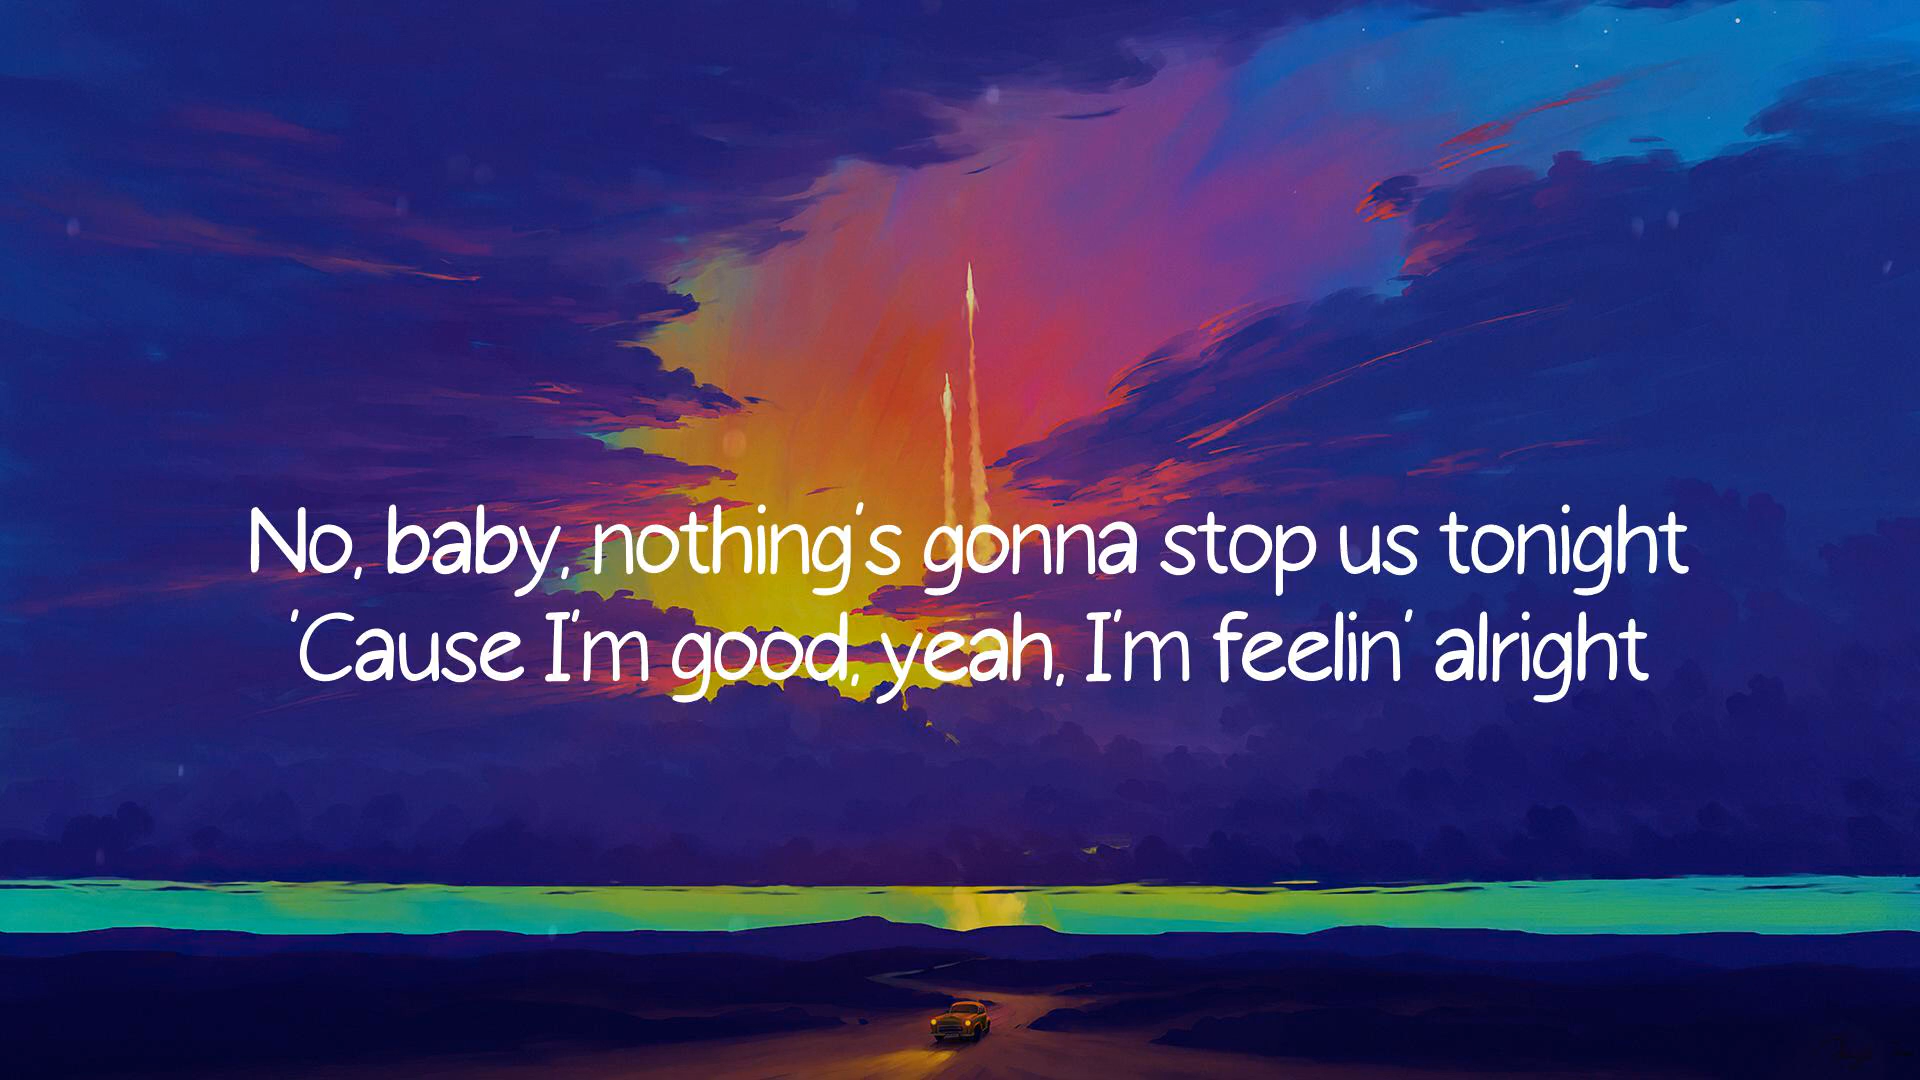 No, baby, nothing's gonna stop us tonight
'Cause I'm good, yeah, I'm feelin' alright